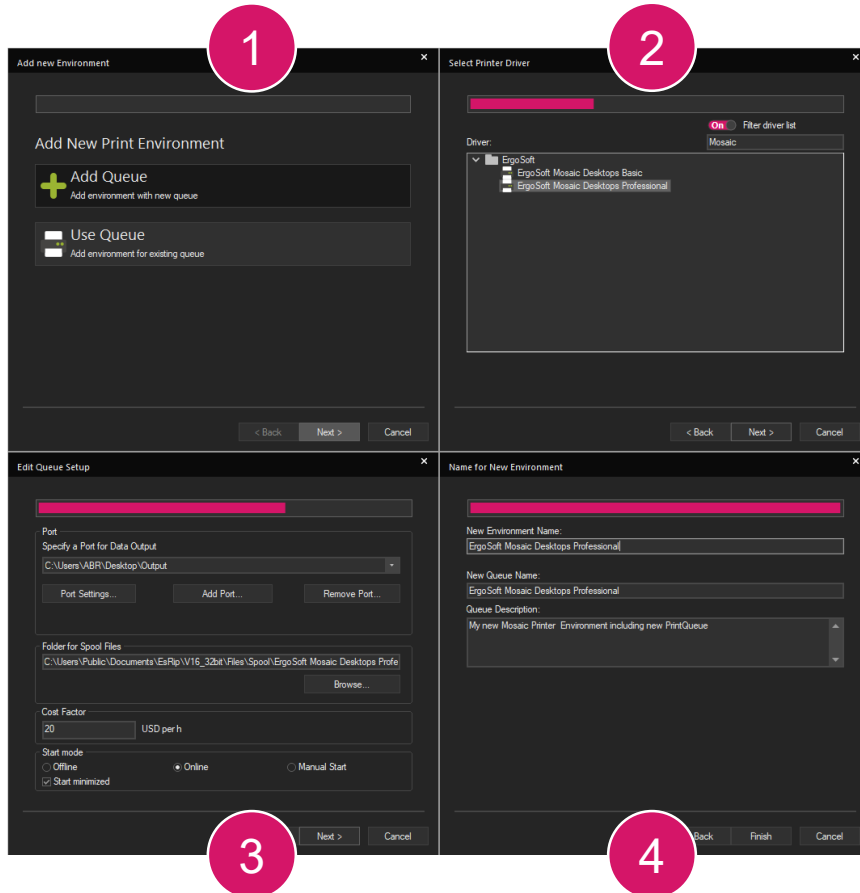 1
Add new Environment
Add New Print Environment
Add Queue
Add environment with new queue
Use Queue
Add environment for existing queue
< Back Next > Cancel
2
Select Printer Driver
On Filter driver list
Driver: Mosaic
ErgoSoft
ErgoSoft Mosaic Desktops Basic
ErgoSoft Mosaic Desktops Professional
< Back Next > Cancel
Edit Queue Setup
Port
Specify a Port for Data Output
C:\Users\ABR\Desktop\Output
Port Settings... Add Port... Remove Port...
Folder for Spool Files
C:\Users\Public\Documents\EsRip\V16_32bit\Files\Spool\ErgoSoft Mosaic Desktops Profe
Browse...
Cost Factor
20 USD per h
Start mode
Offline Online Manual Start
Start minimized
Next > Cancel
3
Name for New Environment
New Environment Name:
ErgoSoft Mosaic Desktops Professional
New Queue Name:
ErgoSoft Mosaic Desktops Professional
Queue Description:
My new Mosaic Printer Environment including new PrintQueue
Back Finish Cancel
4